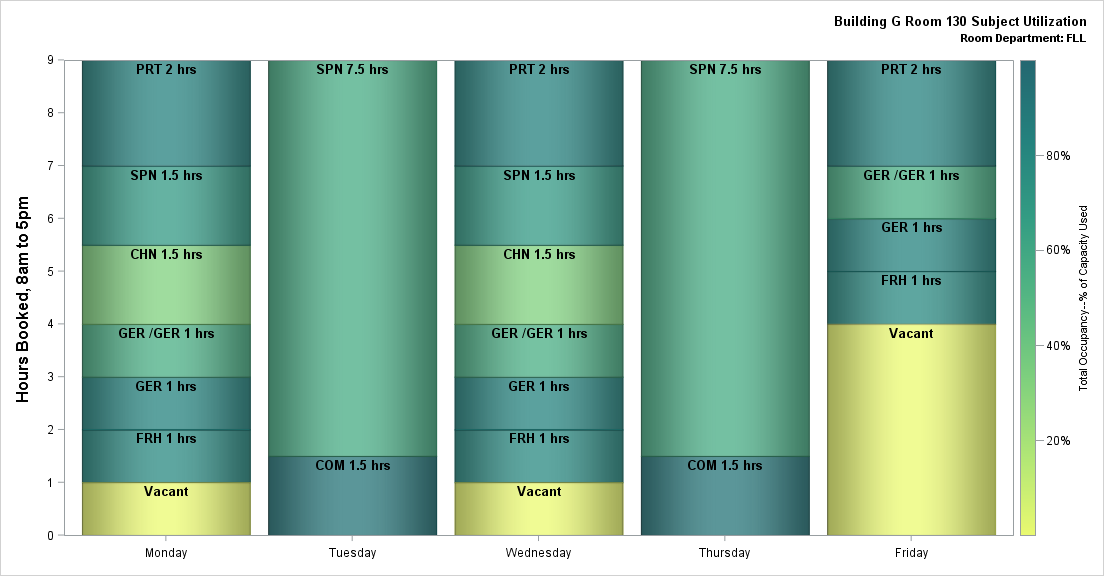 Building G Room 130 Subject Utilization
Room Department: FLL
Hours Booked, 8am to 5pm
9
8
7
6
5
4
3
2
1
0
PRT 2 hrs
SPN 1.5 hrs
CHN 1.5 hrs
GER /GER 1 hrs
GER 1 hrs
FRH 1 hrs
Vacant
SPN 7.5 hrs
COM 1.5 hrs
PRT 2 hrs
SPN 1.5 hrs
CHN 1.5 hrs
GER /GER 1 hrs
GER 1 hrs
FRH 1 hrs
Vacant
SPN 7.5 hrs
COM 1.5 hrs
PRT 2 hrs
GER /GER 1 hrs
GER 1 hrs
FRH 1 hrs
Vacant
Monday
Tuesday
Wednesday
Thursday
Friday
80%
60%
40%
20%
Total Occupancy--% of Capacity Used